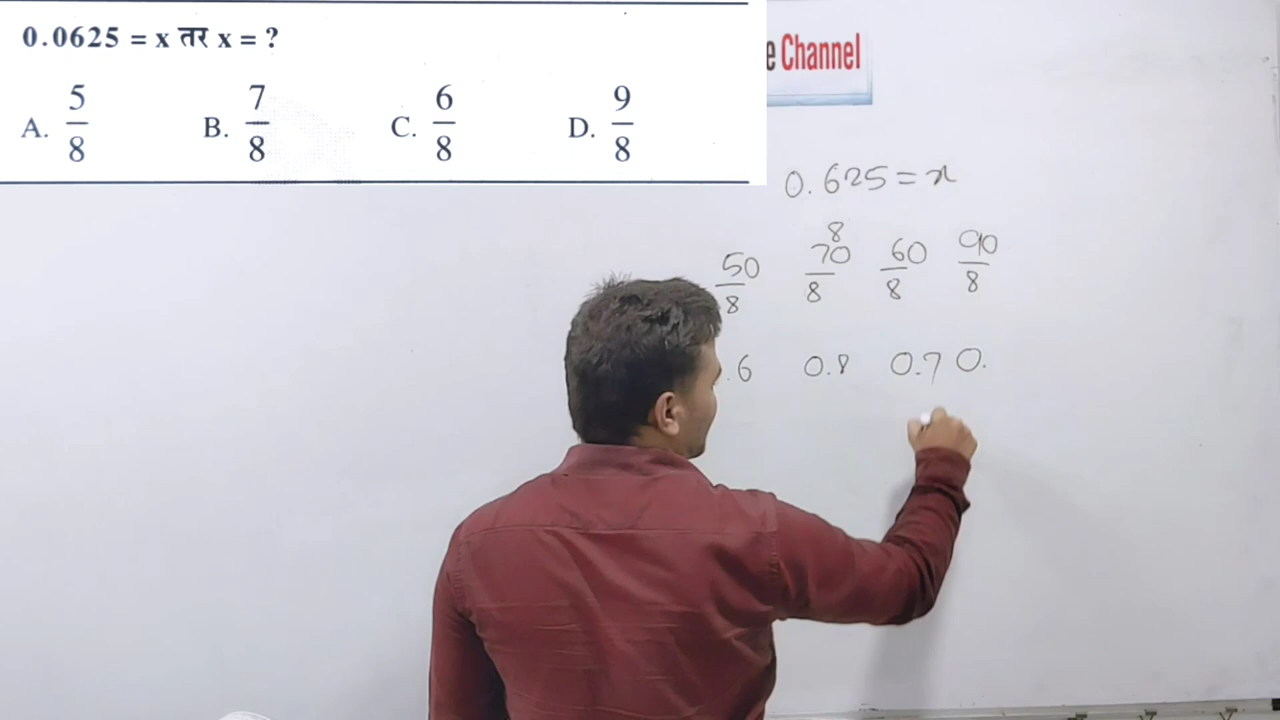 0.0625 = x तर x = ?
A. 5/8 B. 7/8 C. 6/8 D. 9/8
e Channel
0.625 = x
8
50/8 70/8 60/8 90/8
.6 0.8 0.7 0.